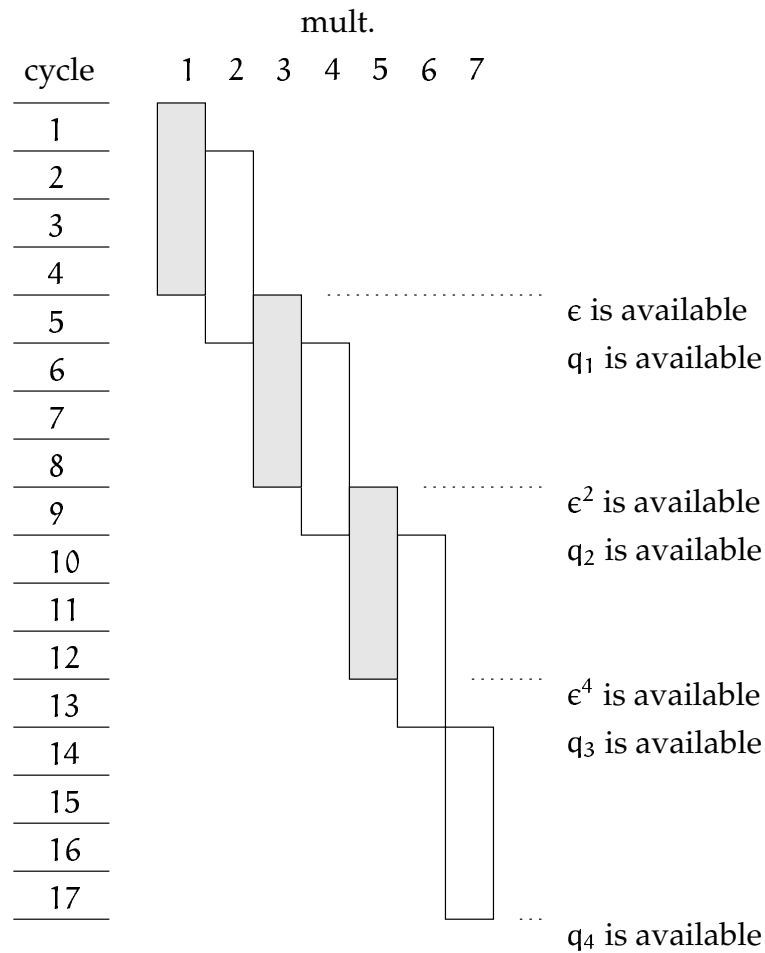 mult.
cycle 1 2 3 4 5 6 7
1
2
3
4
ϵ is available
5
q₁ is available
6
7
8
ϵ² is available
9
q₂ is available
10
11
12
ϵ⁴ is available
13
q₃ is available
14
15
16
17
q₄ is available